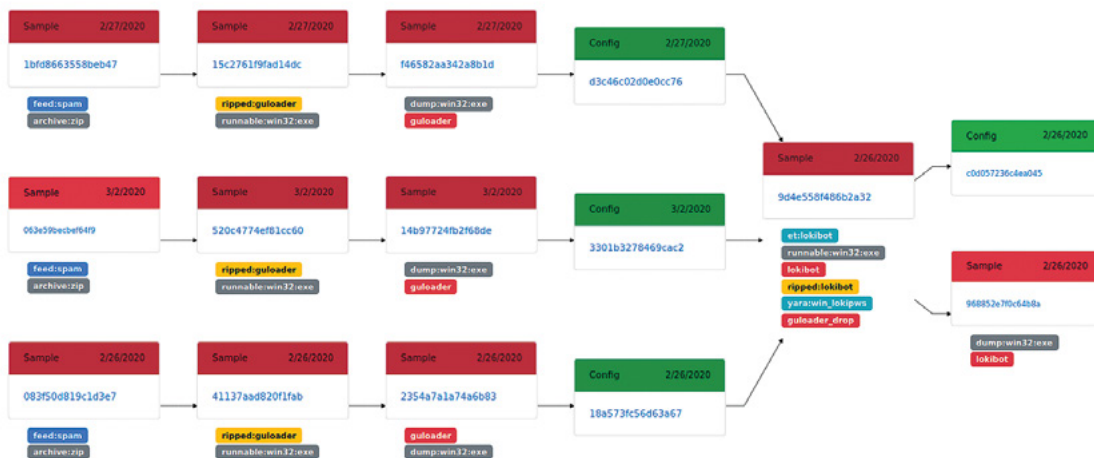 Sample 2/27/2020
1bfd8663558beb47
feed:spam
archive:zip
Sample 2/27/2020
15c2761f9fad14dc
ripped:guloader
runnable:win32:exe
Sample 2/27/2020
f46582aa342a8b1d
dump:win32:exe
guloader
Config 2/27/2020
d3c46c02d0e0cc76
Sample 3/2/2020
063e59becbef64f9
feed:spam
archive:zip
Sample 3/2/2020
520c4774ef81cc60
ripped:guloader
runnable:win32:exe
Sample 3/2/2020
14b97724fb2f68de
dump:win32:exe
guloader
Config 3/2/2020
3301b3278469cac2
Sample 2/26/2020
083f50d819c1d3e7
feed:spam
archive:zip
Sample 2/26/2020
41137aad820f1fab
ripped:guloader
runnable:win32:exe
Sample 2/26/2020
2354a7a1a74a6b83
guloader
dump:win32:exe
Config 2/26/2020
18a573fc56d63a67
Sample 2/26/2020
9d4e558f486b2a32
et:lokibot
runnable:win32:exe
lokibot
ripped:lokibot
yara:win_lokipws
guloader_drop
Config 2/26/2020
c0d057236c4ea045
Sample 2/26/2020
968852e7f0c64b8a
dump:win32:exe
lokibot